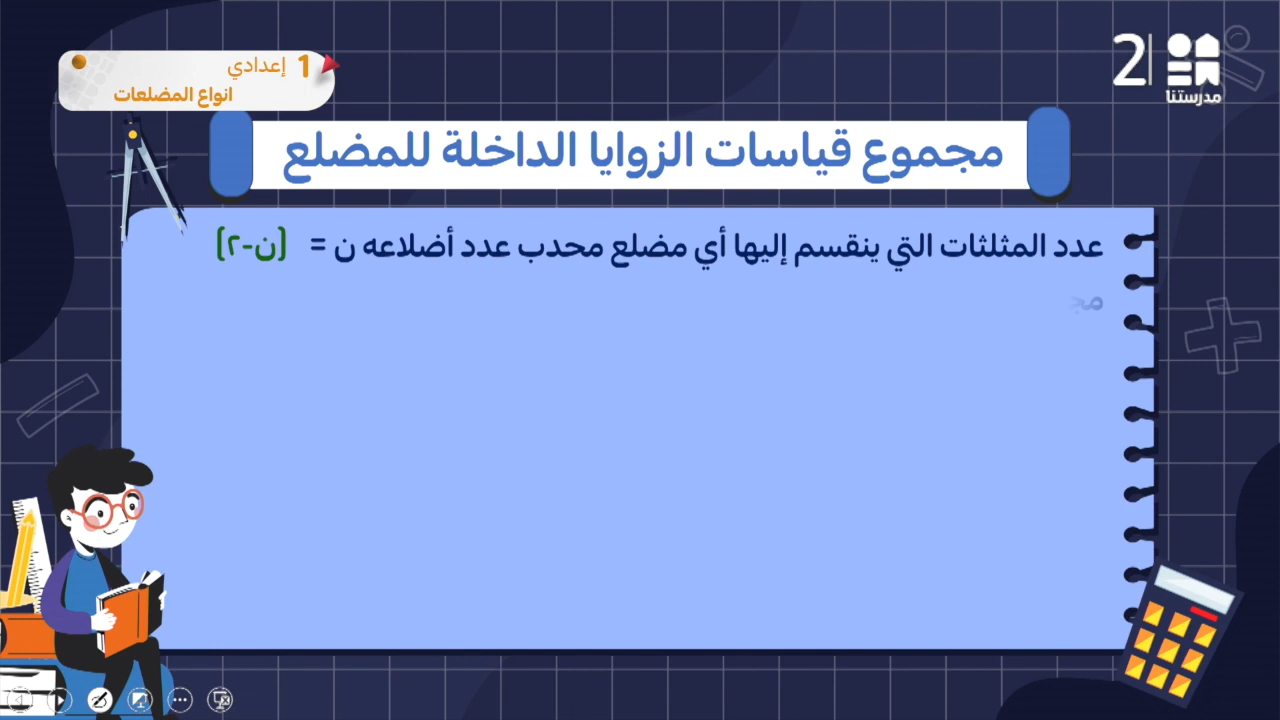 1 إعدادي
انواع المضلعات
2
مدرستنا
مجموع قياسات الزوايا الداخلة للمضلع
عدد المثلثات التي ينقسم إليها أي مضلع محدب عدد أضلاعه ن = (ن-٢)